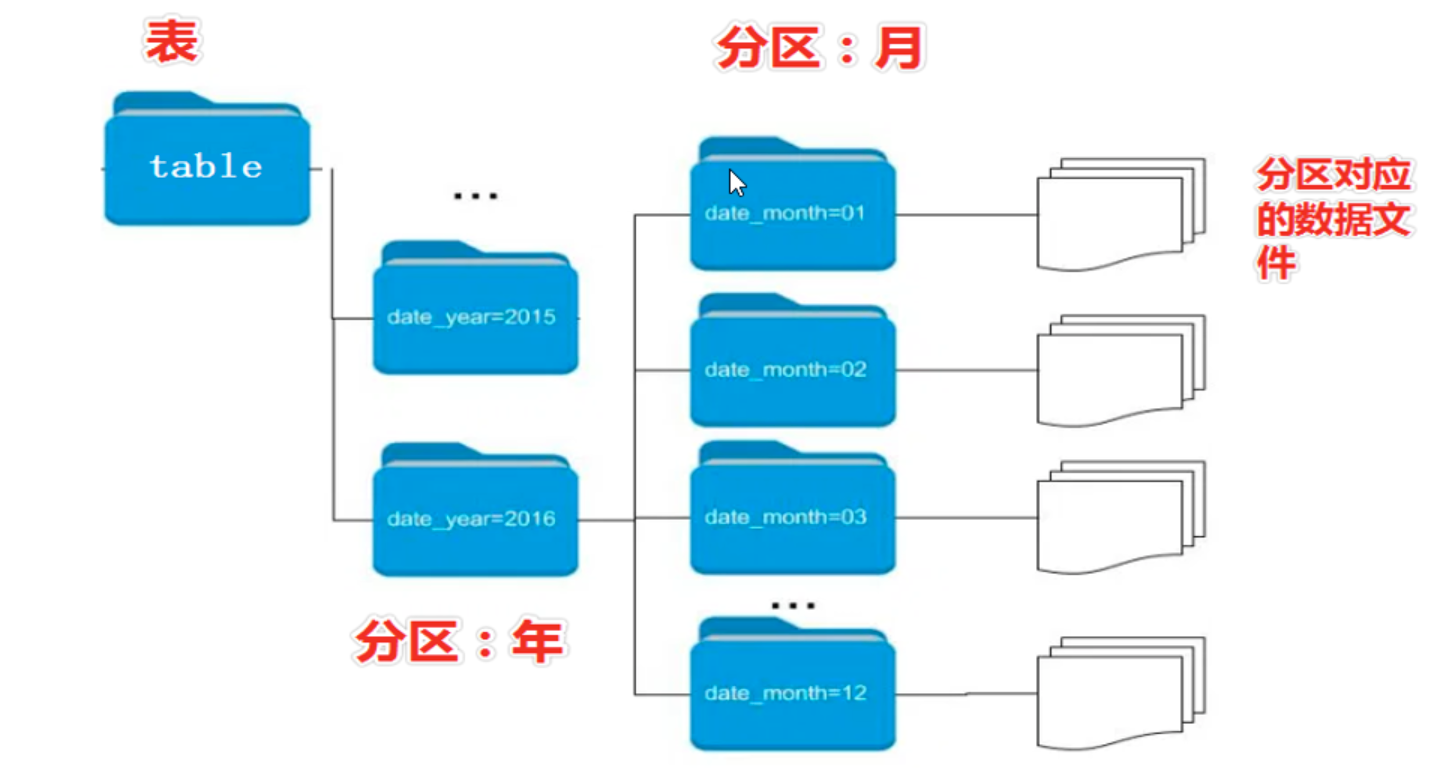 表
分区：月
table
分区对应
的数据文
件
...
date_month=01
date_year=2015
date_month=02
date_year=2016
date_month=03
...
分区：年
date_month=12